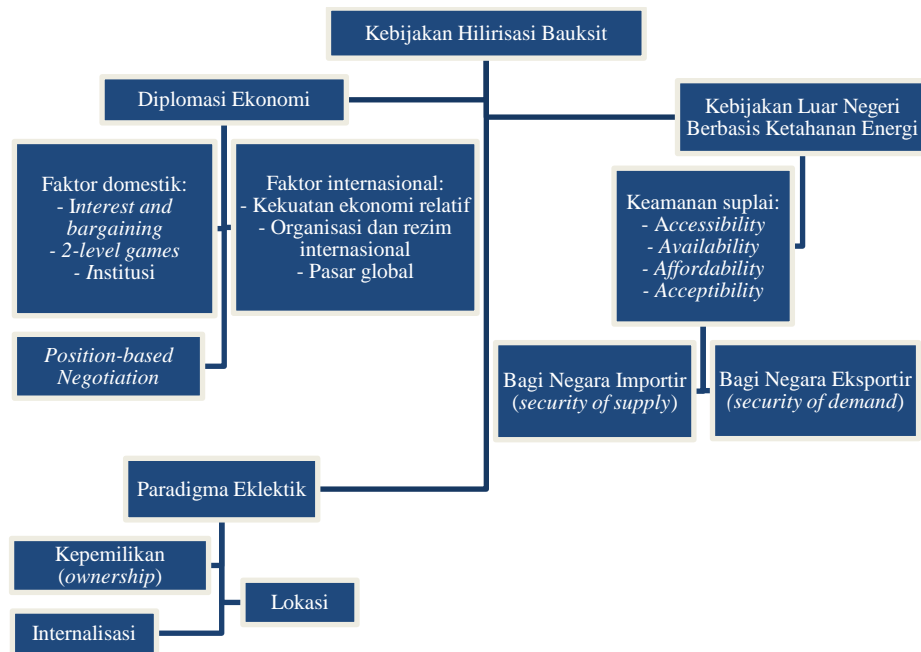 Kebijakan Hilirisasi Bauksit
Diplomasi Ekonomi
Kebijakan Luar Negeri
Berbasis Ketahanan Energi
Faktor domestik:
- Interest and
bargaining
- 2-level games
- Institusi
Faktor internasional:
- Kekuatan ekonomi relatif
- Organisasi dan rezim
internasional
- Pasar global
Keamanan suplai:
- Accessibility
- Availability
- Affordability
- Acceptibility
Position-based
Negotiation
Bagi Negara Importir
(security of supply)
Bagi Negara Eksportir
(security of demand)
Paradigma Eklektik
Kepemilikan
(ownership)
Lokasi
Internalisasi